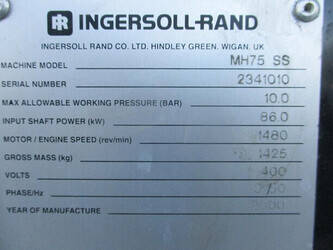 IR INGERSOLL-RAND
INGERSOLL RAND CO. LTD. HINDLEY GREEN. WIGAN. UK
MACHINE MODEL MH75 SS
SERIAL NUMBER 2341010
MAX ALLOWABLE WORKING PRESSURE (BAR) 10.0
INPUT SHAFT POWER (kW) 86.0
MOTOR / ENGINE SPEED (rev/min) 1480
GROSS MASS (kg) 1425
VOLTS 400
PHASE/Hz
YEAR OF MANUFACTURE